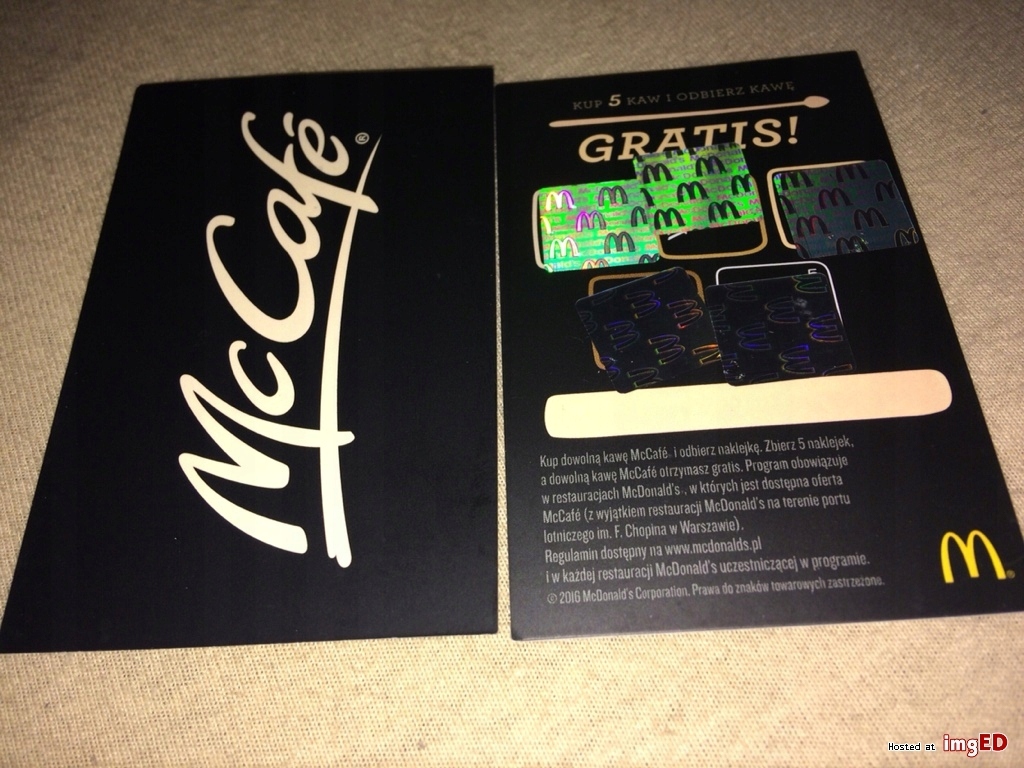 McCafé®
KUP 5 KAW I ODBIERZ KAWĘ
GRATIS!
Kup dowolną kawę McCafé i odbierz naklejkę. Zbierz 5 naklejek,
a dowolną kawę McCafé otrzymasz gratis. Program obowiązuje
w restauracjach McDonald's, w których jest dostępna oferta
McCafé (z wyjątkiem restauracji McDonald's na terenie portu
lotniczego im. F. Chopina w Warszawie).
Regulamin dostępny na www.mcdonalds.pl
i w każdej restauracji McDonald's uczestniczącej w programie.
© 2016 McDonald's Corporation. Prawa do znaków towarowych zastrzeżone.
Hosted at imgED